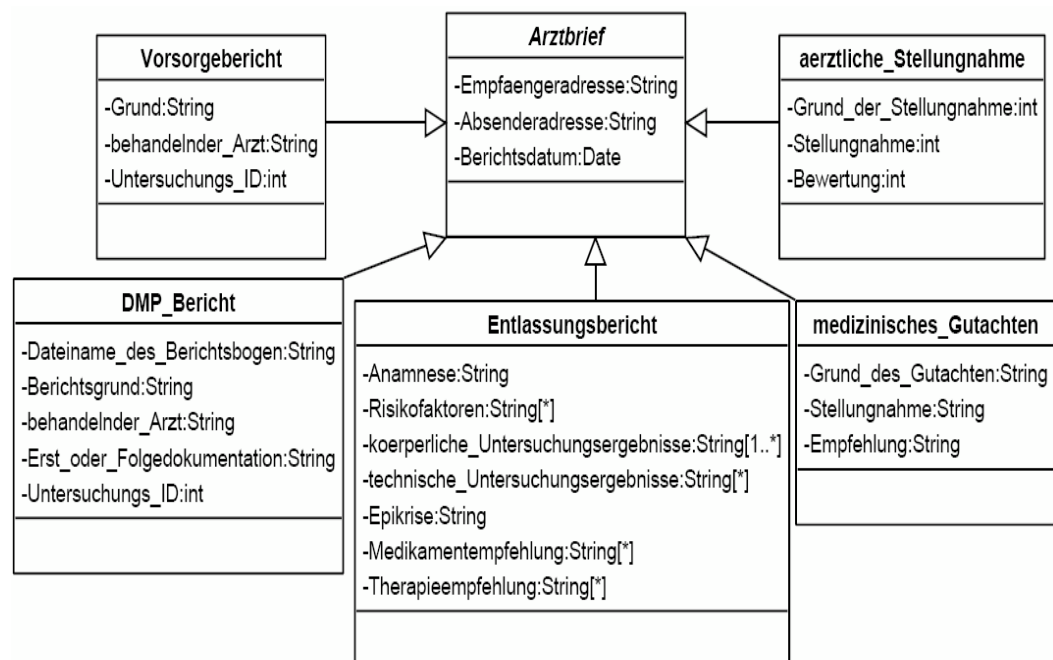 Vorsorgebericht
-Grund:String
-behandelnder_Arzt:String
-Untersuchungs_ID:int
Arztbrief
-Empfaengeradresse:String
-Absenderadresse:String
-Berichtsdatum:Date
aerztliche_Stellungnahme
-Grund_der_Stellungnahme:int
-Stellungnahme:int
-Bewertung:int
DMP_Bericht
-Dateiname_des_Berichtsbogen:String
-Berichtsgrund:String
-behandelnder_Arzt:String
-Erst_oder_Folgedokumentation:String
-Untersuchungs_ID:int
Entlassungsbericht
-Anamnese:String
-Risikofaktoren:String[*]
-koerperliche_Untersuchungsergebnisse:String[1..*]
-technische_Untersuchungsergebnisse:String[*]
-Epikrise:String
-Medikamentempfehlung:String[*]
-Therapieempfehlung:String[*]
medizinisches_Gutachten
-Grund_des_Gutachten:String
-Stellungnahme:String
-Empfehlung:String